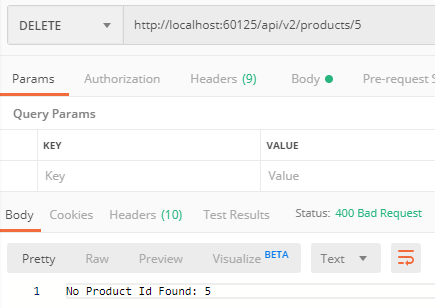 DELETE http://localhost:60125/api/v2/products/5
Params Authorization Headers (9) Body Pre-request S
Query Params
KEY VALUE
Key Value
Body Cookies Headers (10) Test Results Status: 400 Bad Request
Pretty Raw Preview Visualize BETA Text
1 No Product Id Found: 5